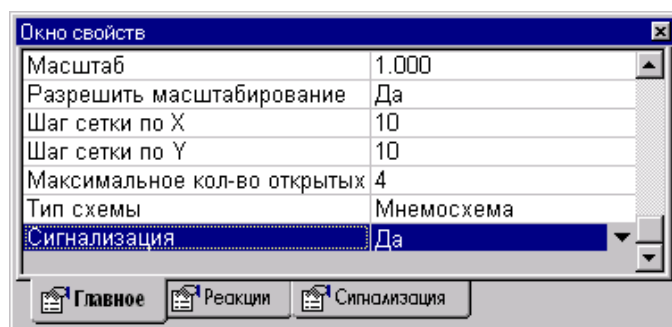 Окно свойств
Масштаб 1.000
Разрешить масштабирование Да
Шаг сетки по X 10
Шаг сетки по Y 10
Максимальное кол-во открытых 4
Тип схемы Мнемосхема
Сигнализация Да
Главное Реакции Сигнализация